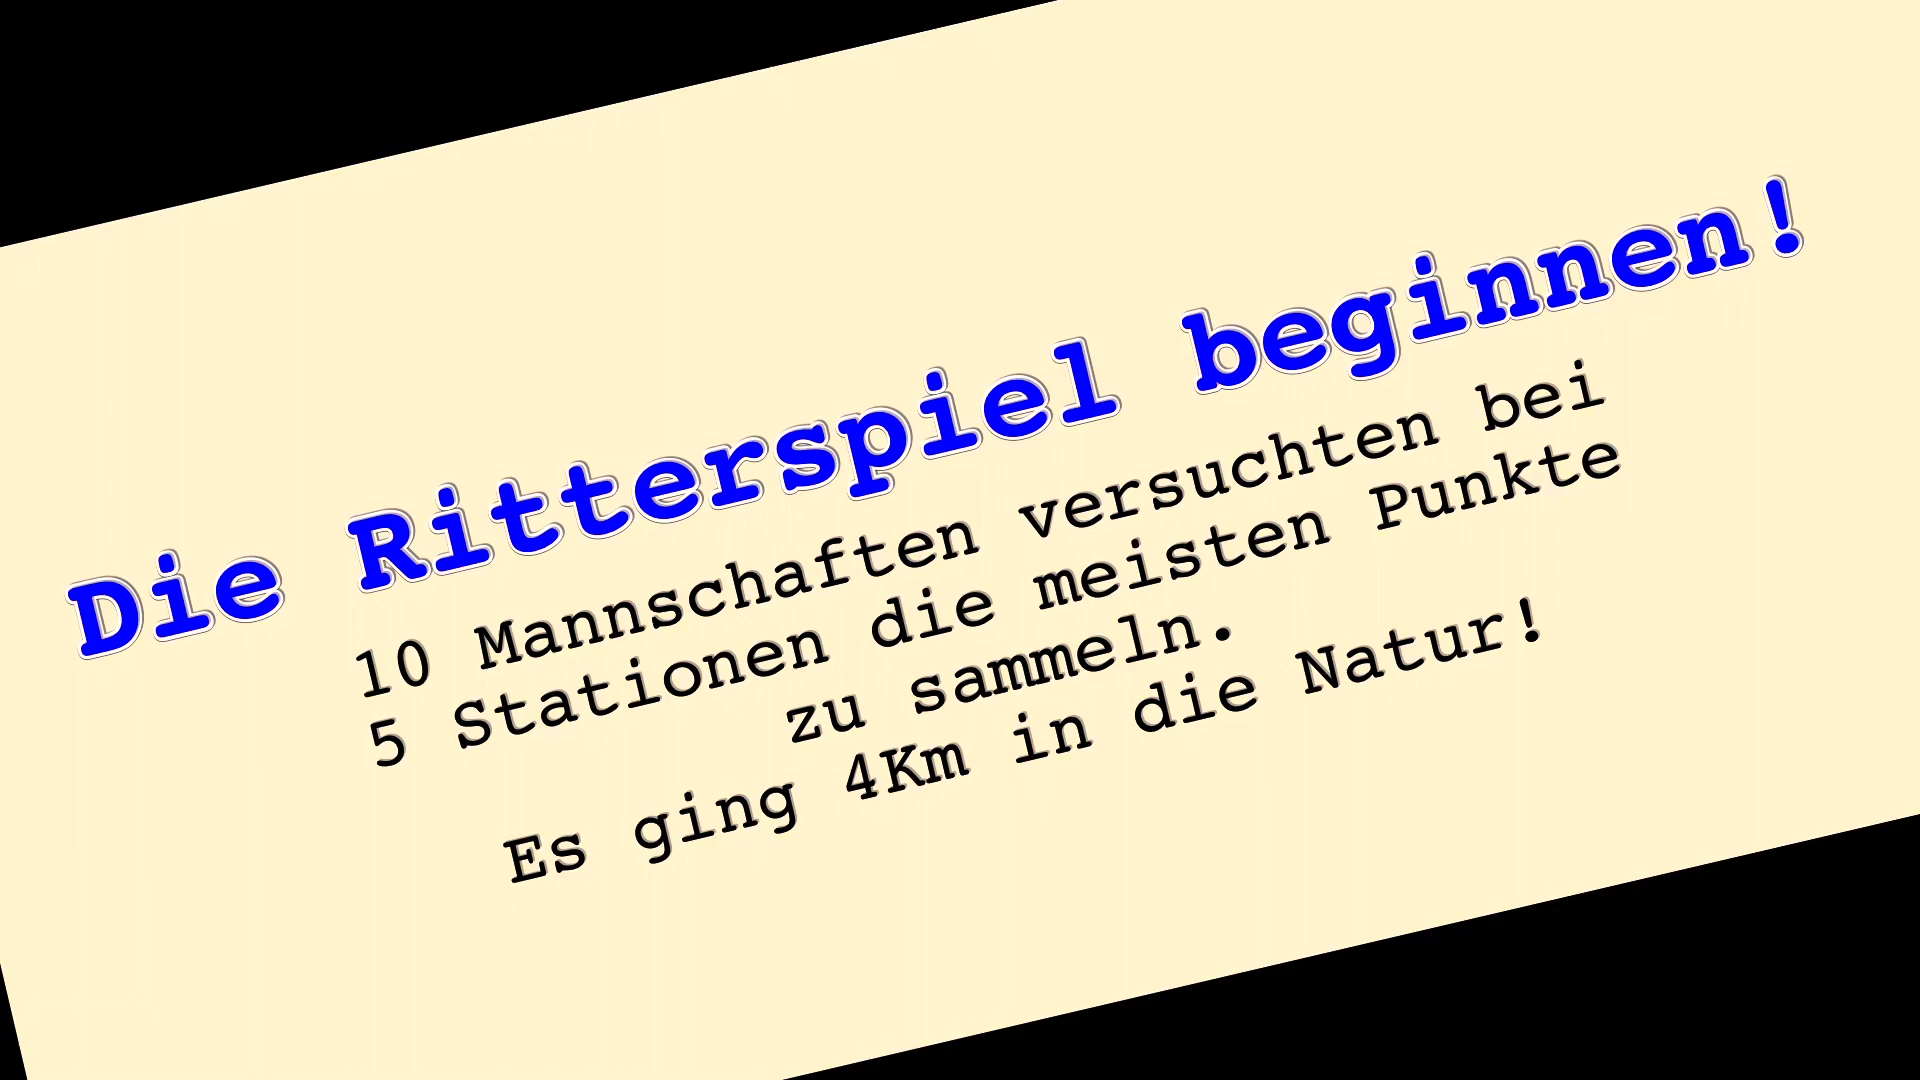 Die Ritterspiel beginnen!
10 Mannschaften versuchten bei
5 Stationen die meisten Punkte
zu sammeln.
Es ging 4Km in die Natur!